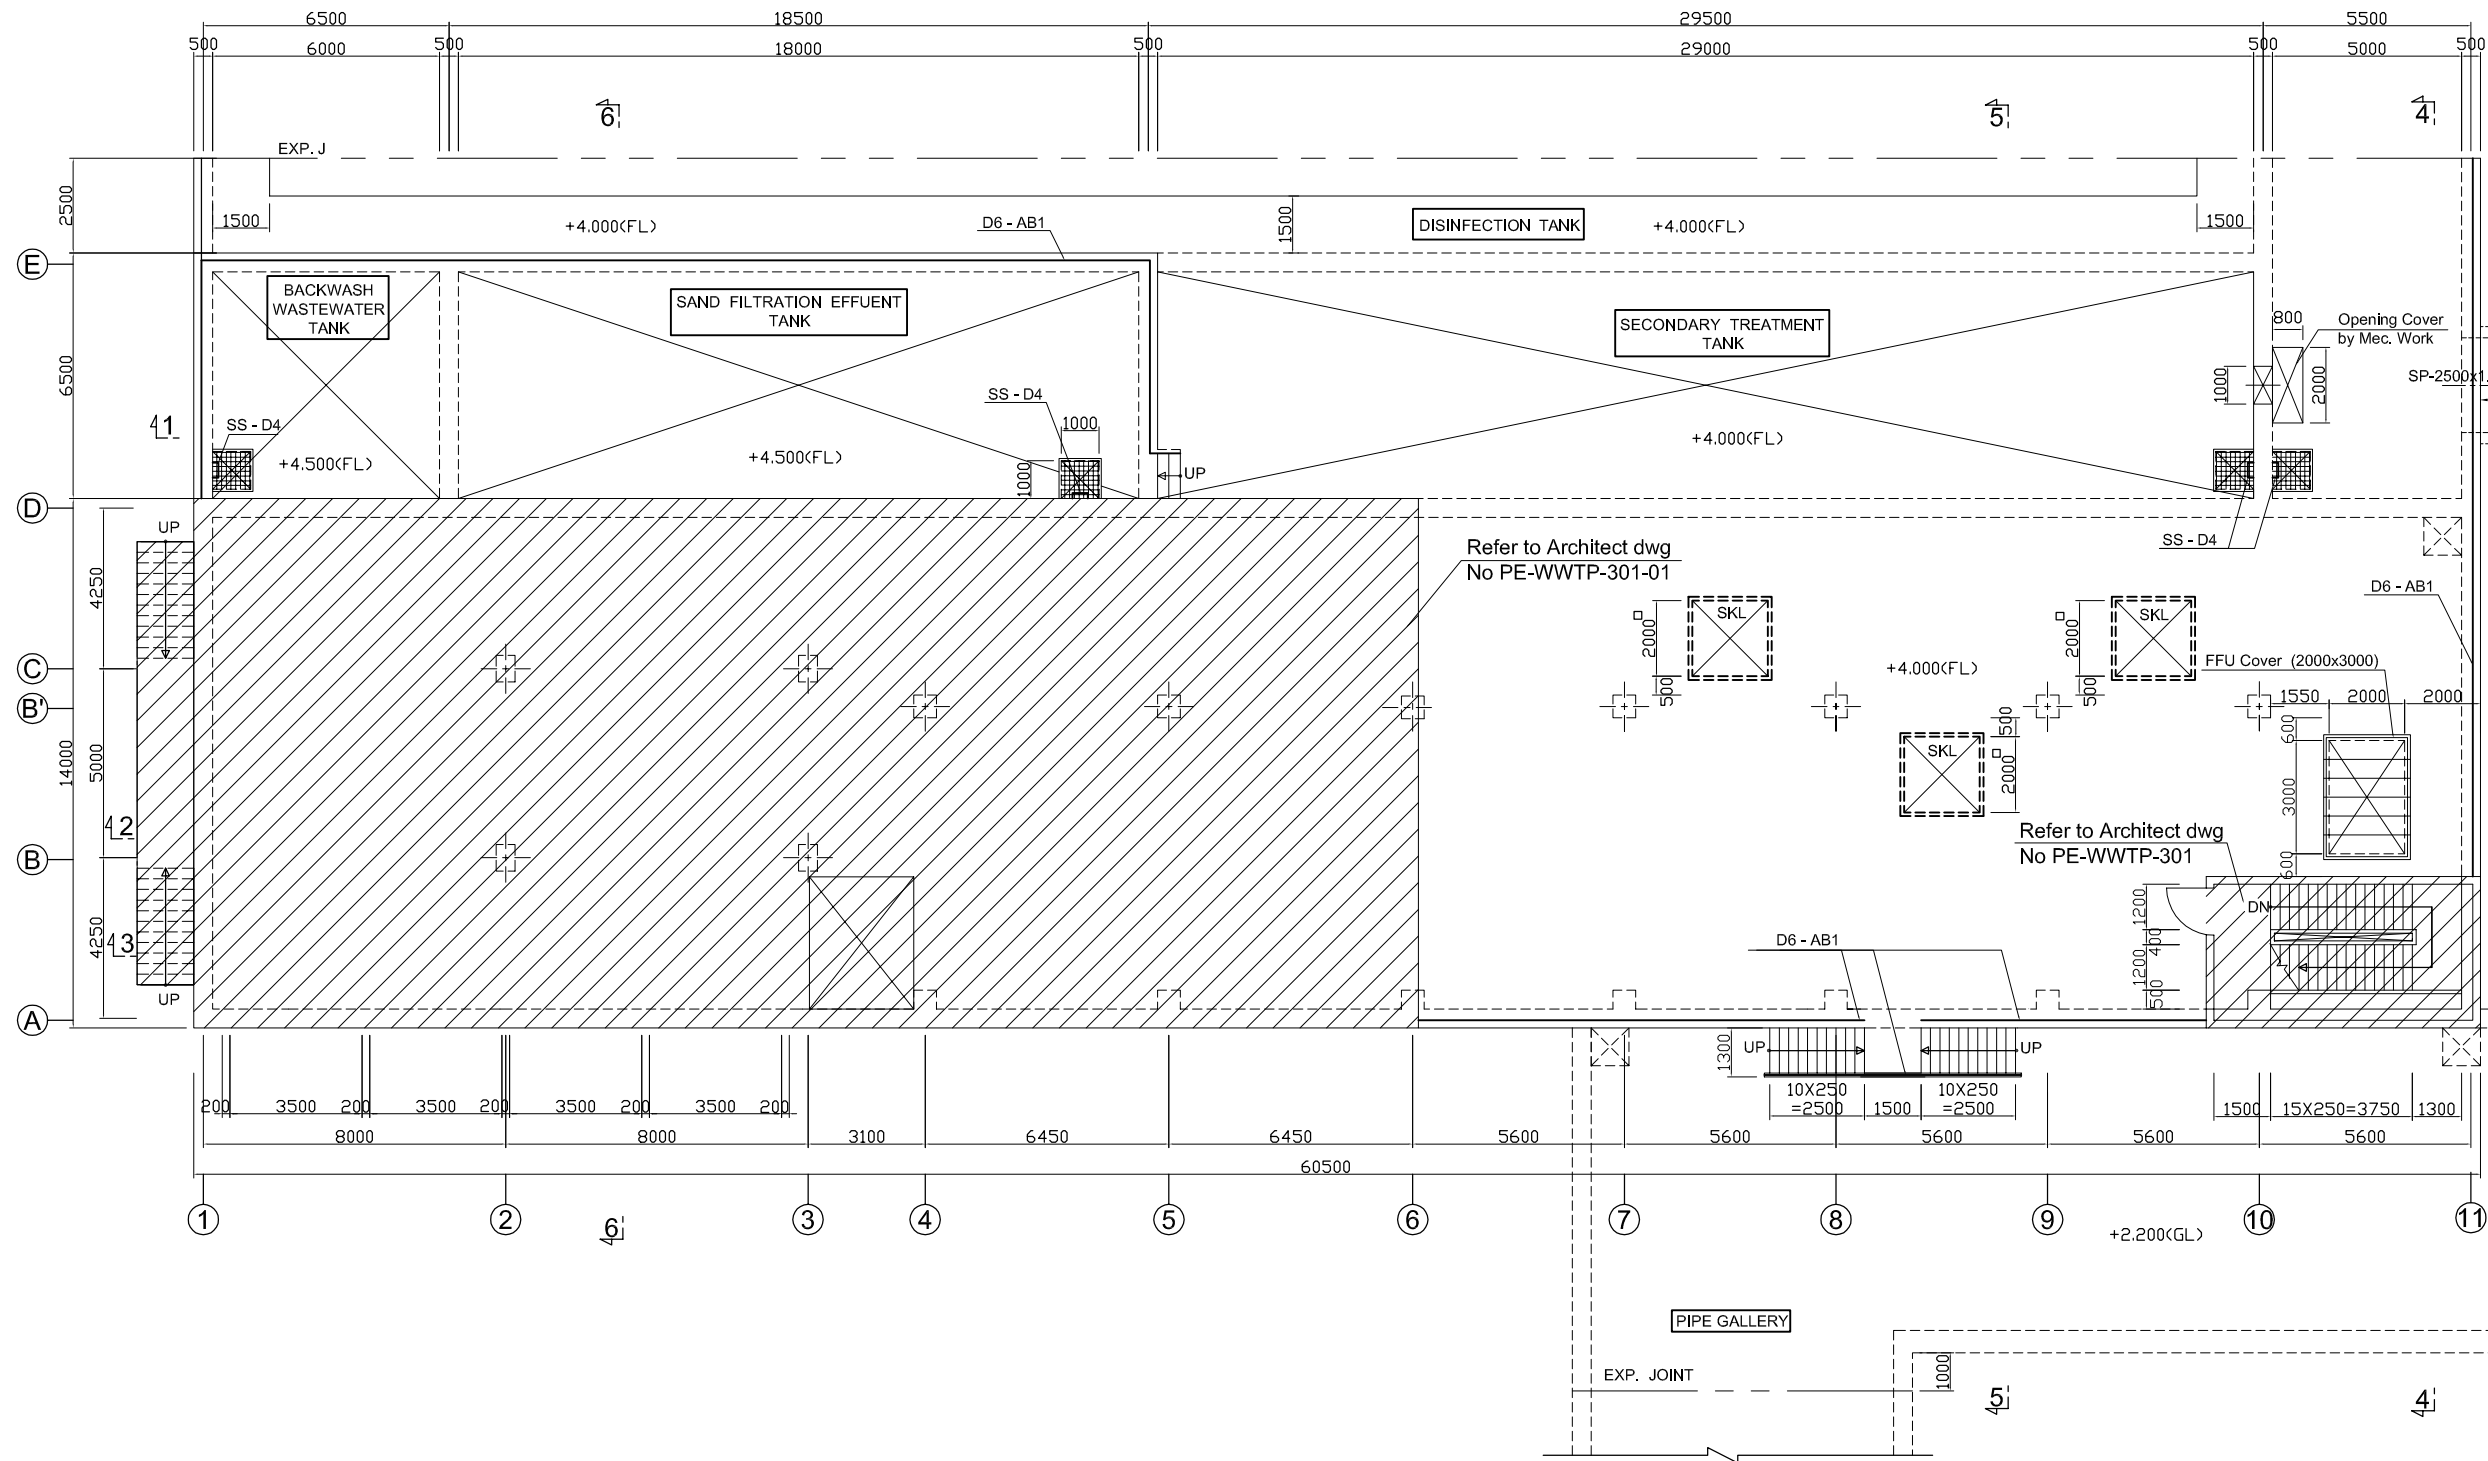 6500 18500 29500 5500
500 6000 500 18000 500 29000 500 5000 500
6 5 4
EXP. J
2500
1500 +4.000(FL) D6 - AB1 1500 DISINFECTION TANK +4.000(FL) 1500
E
BACKWASH
WASTEWATER
TANK
SAND FILTRATION EFFUENT
TANK
SECONDARY TREATMENT
TANK
800 Opening Cover
by Mec. Work
6500
1000 2000
SP-2500x1.
1 SS - D4 SS - D4
1000
+4.500(FL) +4.500(FL) +4.000(FL)
1000 UP
D
UP
SS - D4
Refer to Architect dwg
No PE-WWTP-301-01
4250
D6 - AB1
2000 SKL 2000 SKL
C
+4.000(FL) FFU Cover (2000x3000)
500 500
1550 2000 2000
B'
500 600
SKL
2000
14000 5000
3000
2
Refer to Architect dwg
No PE-WWTP-301
B
600
1200 DN
4250
3
D6 - AB1
400
1200
500
UP
A
1300 UP UP
10X250
=2500
1500
10X250
=2500
200 3500 200 3500 200 3500 200 3500 200
1500 15X250=3750 1300
8000 8000 3100 6450 6450 5600 5600 5600 5600 5600
60500
1 2 3 4 5 6 7 8 9 10 11
6
+2.200(GL)
PIPE GALLERY
EXP. JOINT
1000
5 4